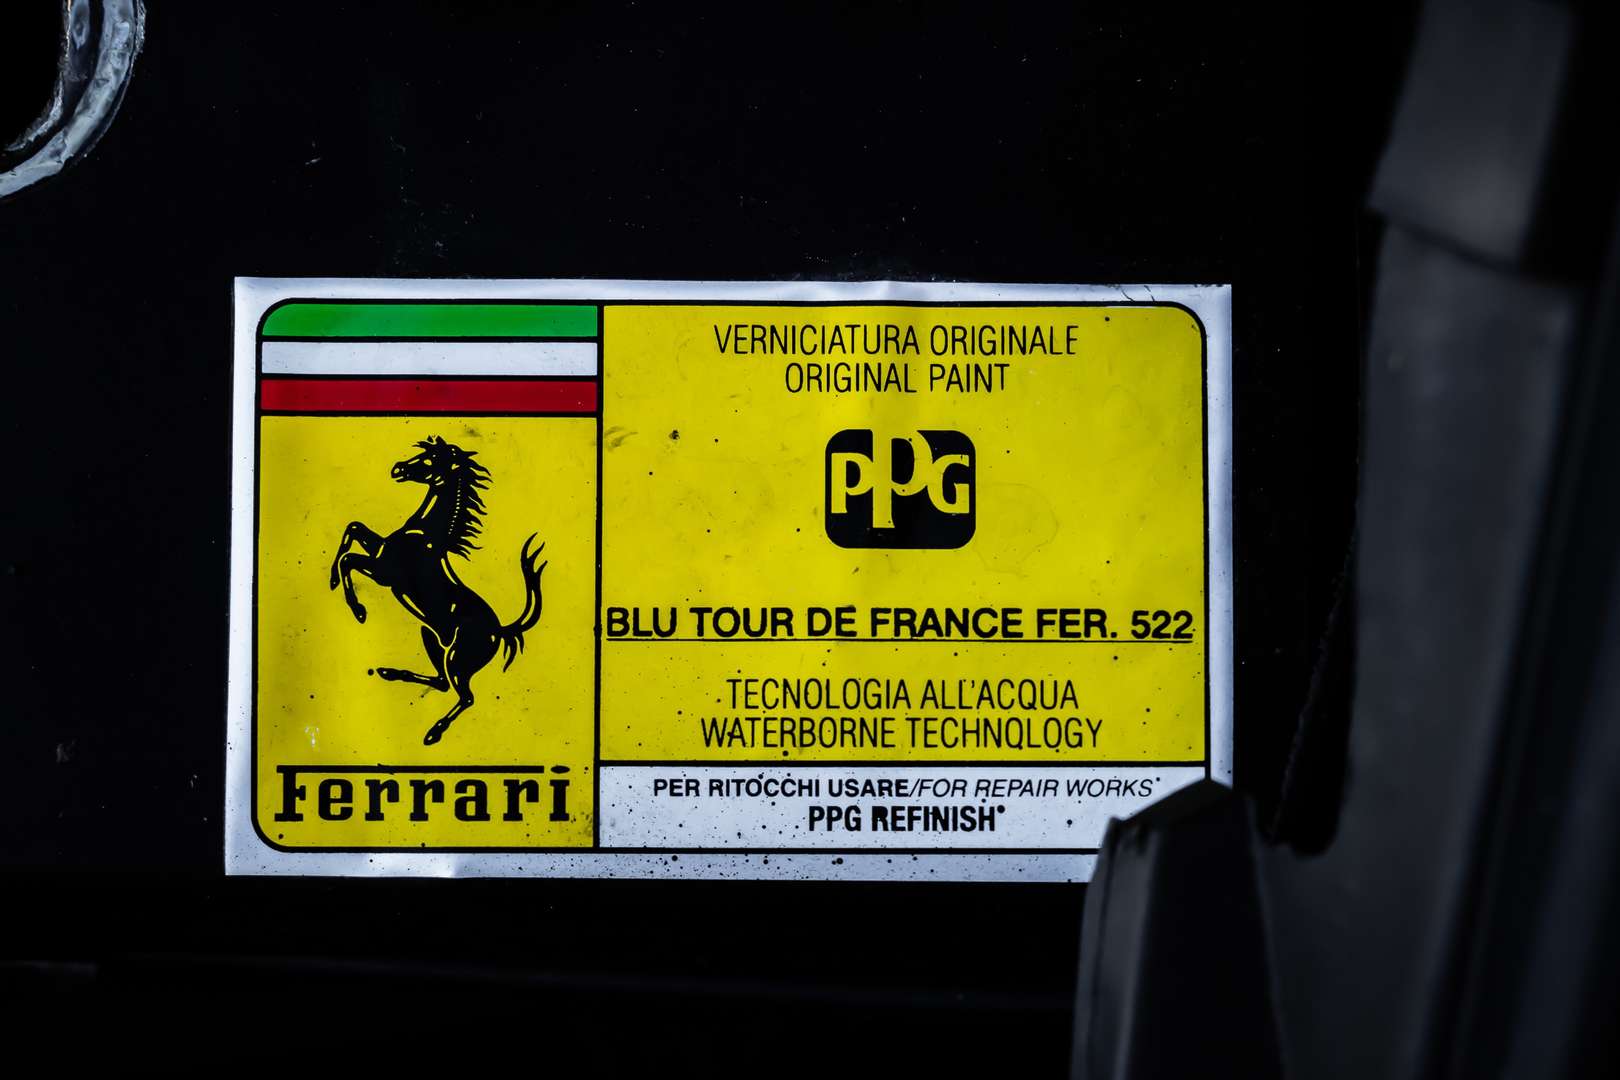 VERNICIATURA ORIGINALE
ORIGINAL PAINT
PPG
BLU TOUR DE FRANCE FER. 522
TECNOLOGIA ALL'ACQUA
WATERBORNE TECHNOLOGY
Ferrari
PER RITOCCHI USARE/FOR REPAIR WORKS
PPG REFINISH